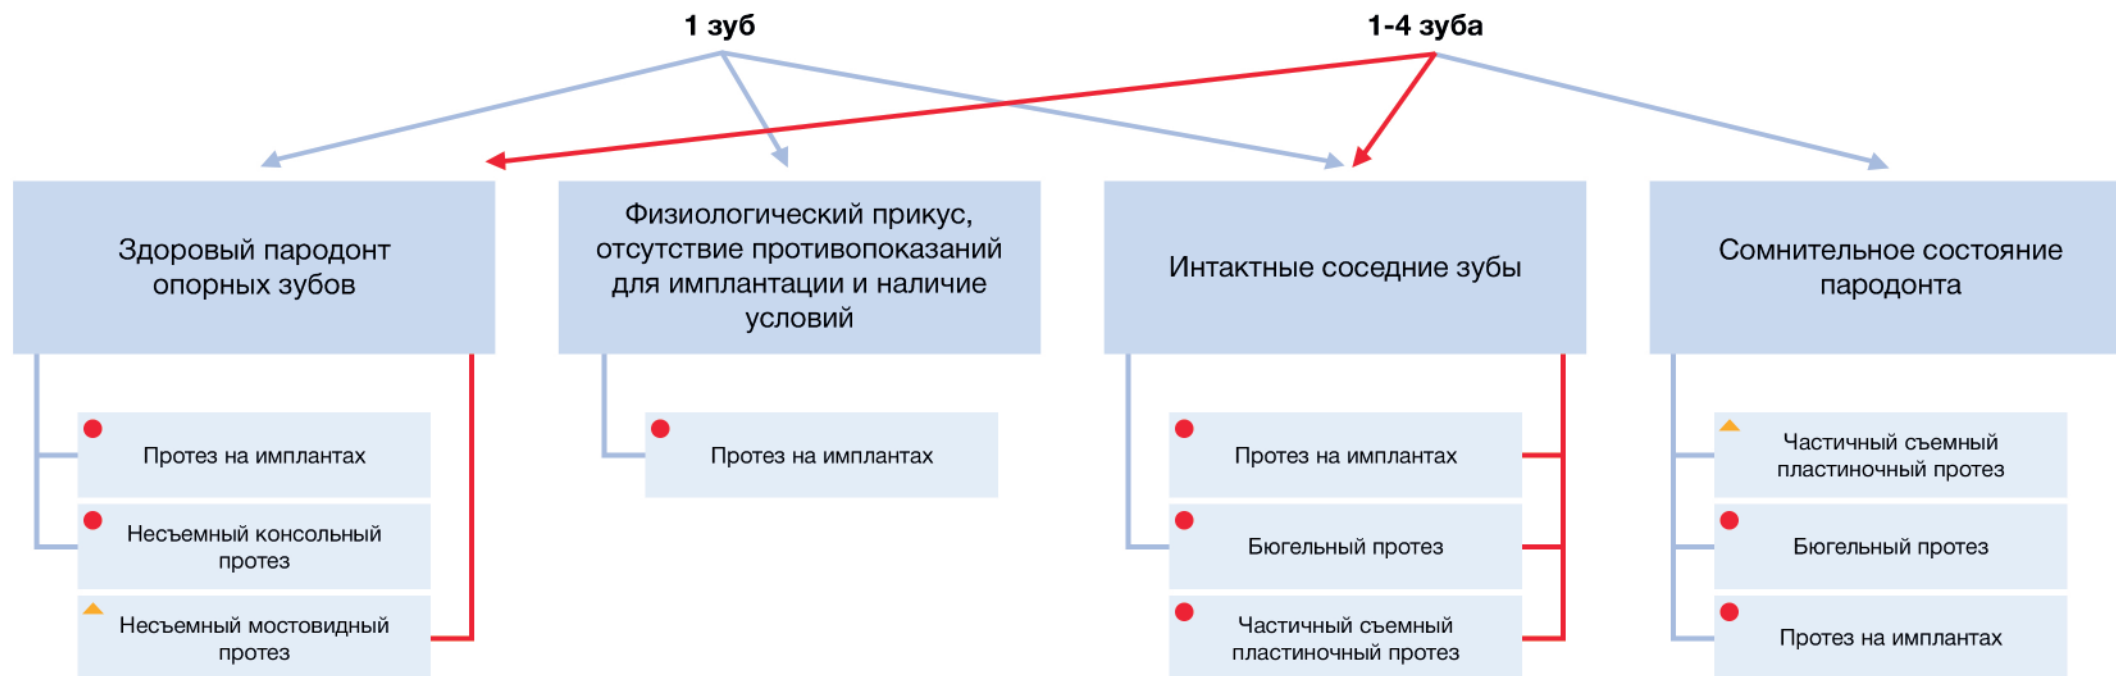 1 зуб
1-4 зуба
Здоровый пародонт
опорных зубов
Физиологический прикус,
отсутствие противопоказаний
для имплантации и наличие
условий
Интактные соседние зубы
Сомнительное состояние
пародонта
Протез на имплантах
Несъемный консольный
протез
Несъемный мостовидный
протез
Протез на имплантах
Протез на имплантах
Бюгельный протез
Частичный съемный
пластиночный протез
Частичный съемный
пластиночный протез
Бюгельный протез
Протез на имплантах